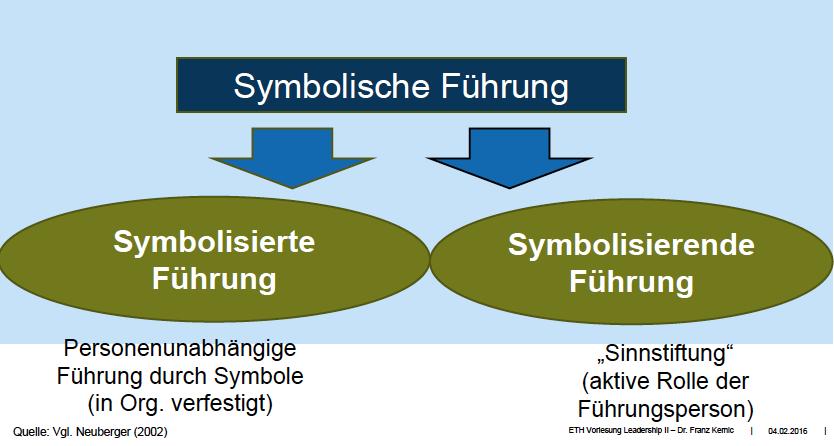 Symbolische Führung
Symbolisierte
Führung
Symbolisierende
Führung
Personenunabhängige
Führung durch Symbole
(in Org. verfestigt)
„Sinnstiftung“
(aktive Rolle der
Führungsperson)
Quelle: Vgl. Neuberger (2002)
ETH Vorlesung Leadership II – Dr. Franz Kernic | 04.02.2016 |